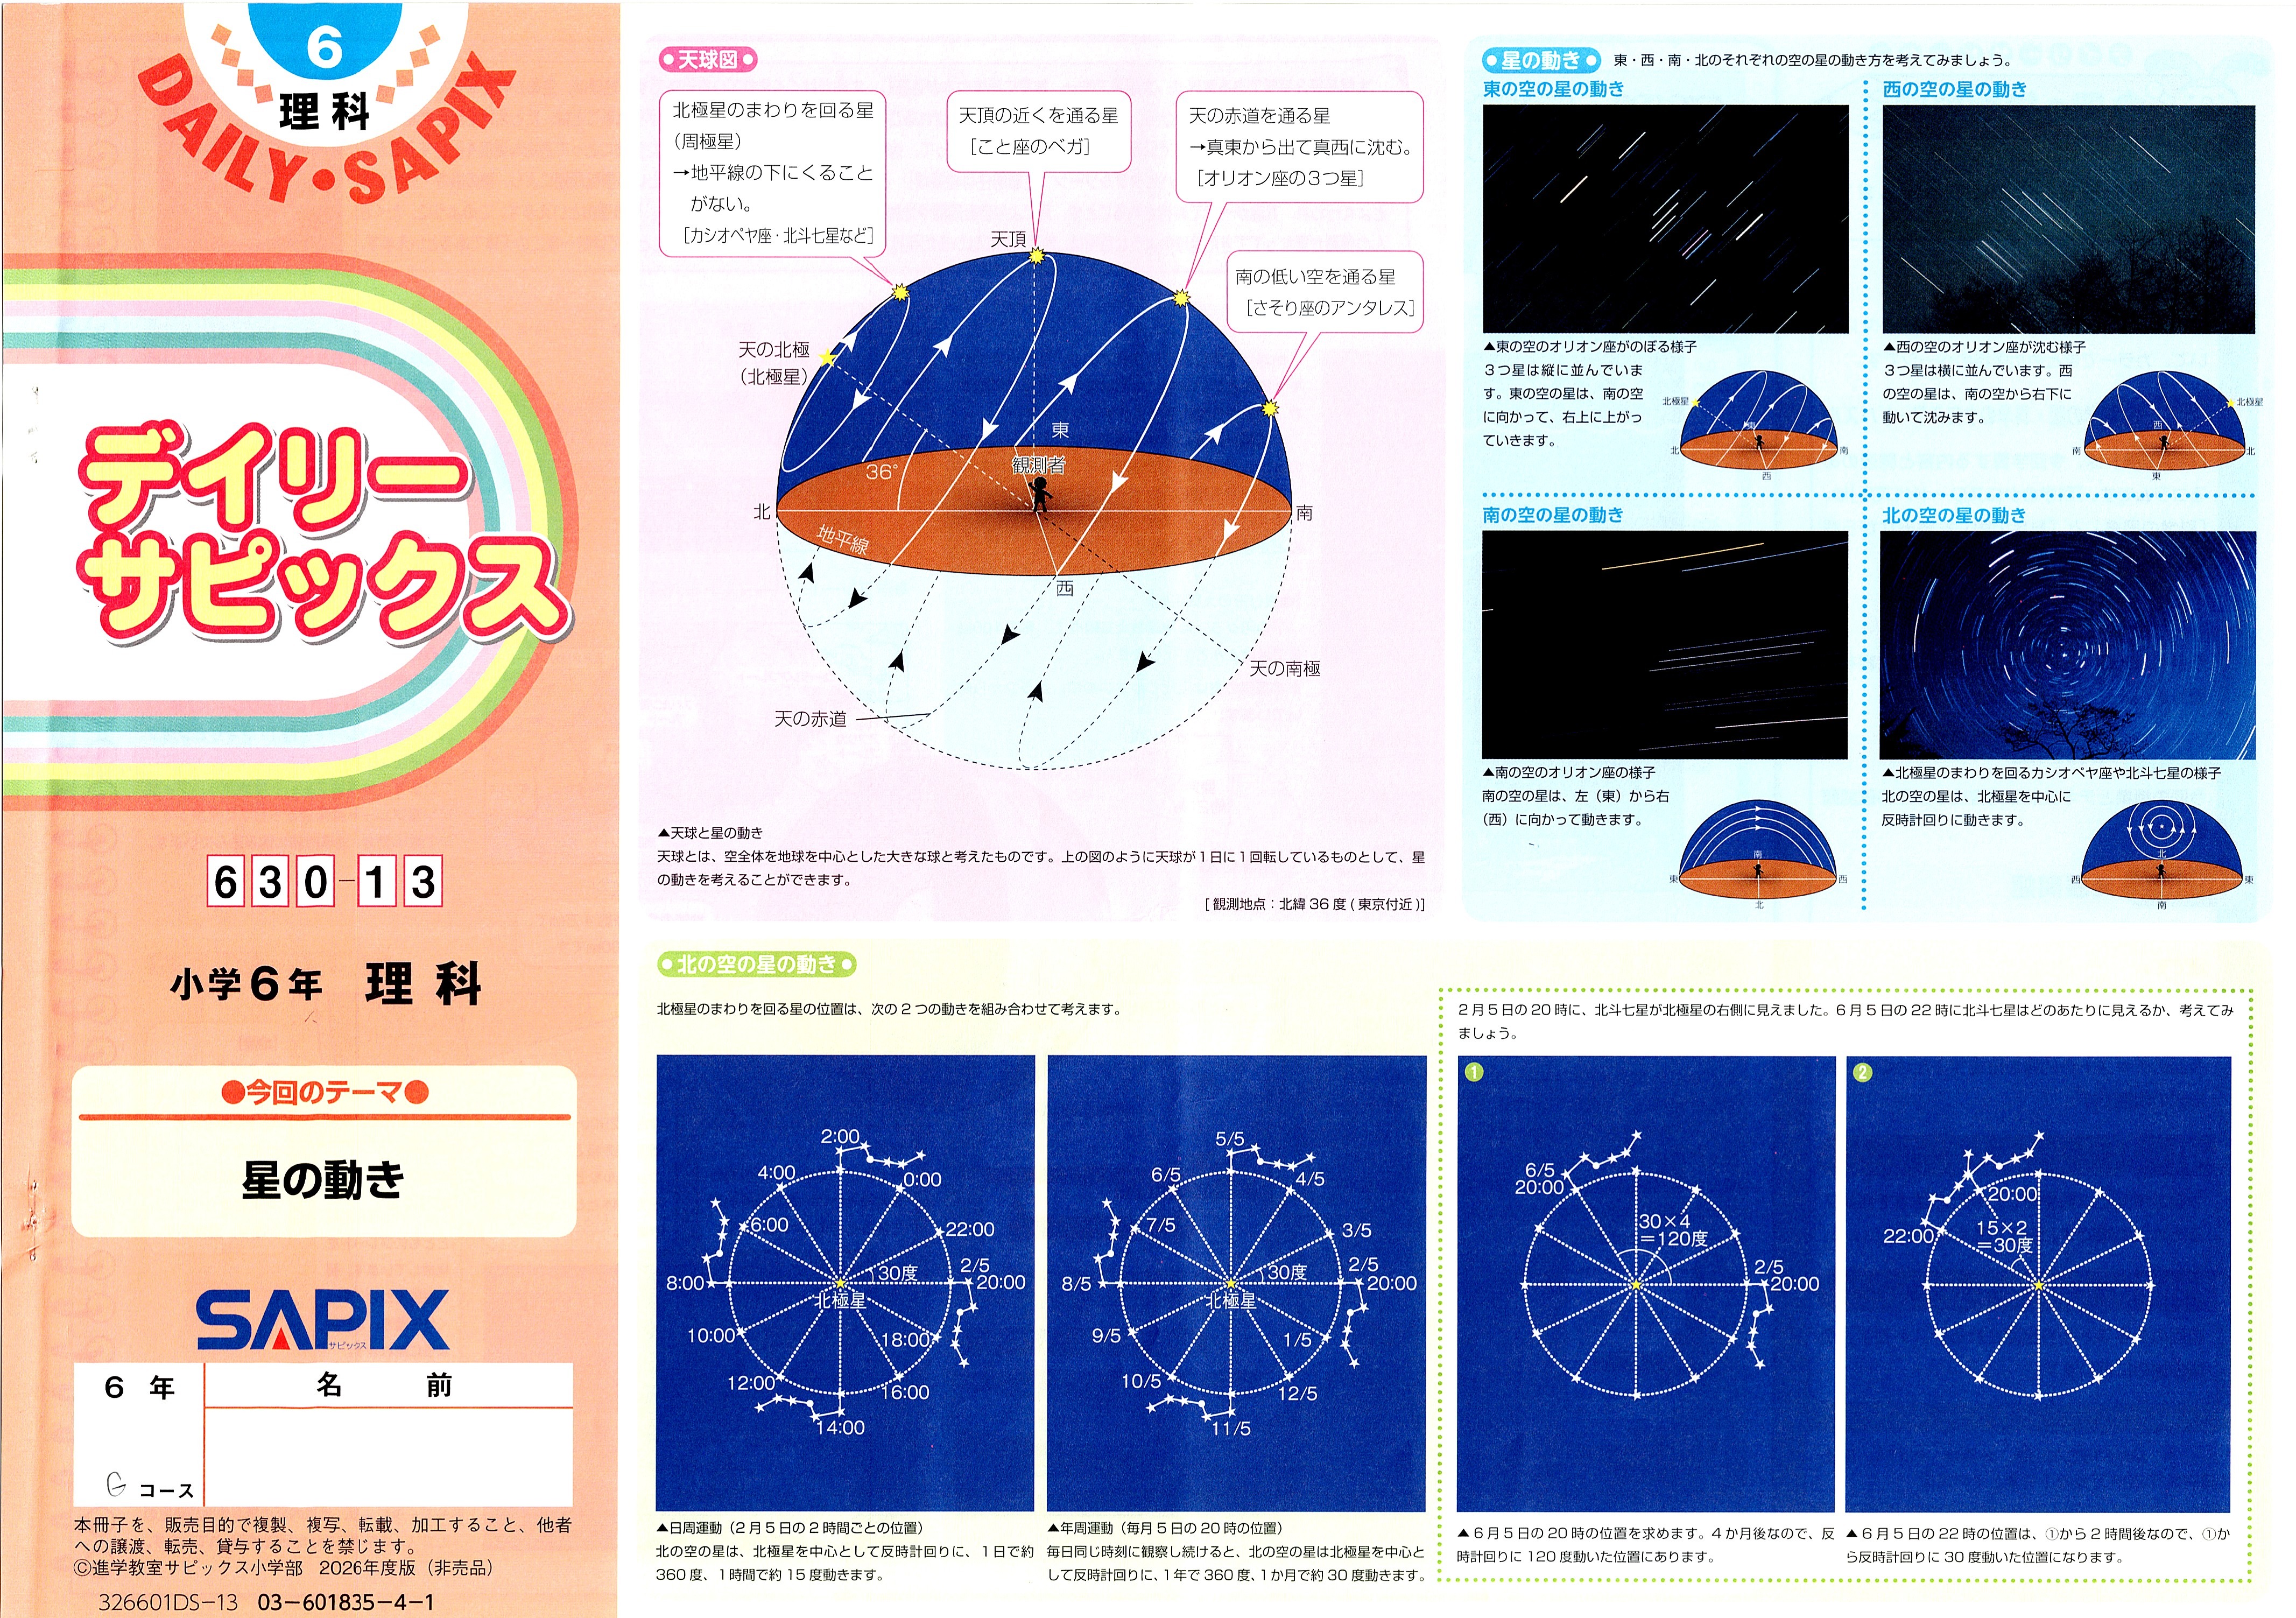 6
理科
DAILY・SAPIX
デイリー
サピックス
630-13
小学6年 理科
●今回のテーマ●
星の動き
SAPIX
サピックス
6 年
名 前
G コース
本冊子を、販売目的で複製、複写、転載、加工すること、他者
への譲渡、転売、貸与することを禁じます。
©進学教室サピックス小学部 2026年度版（非売品）
326601DS-13 03-601835-4-1
●天球図●
北極星のまわりを回る星
（周極星）
→地平線の下にくること
がない。
［カシオペヤ座・北斗七星など］
天頂の近くを通る星
［こと座のベガ］
天の赤道を通る星
→真東から出て真西に沈む。
［オリオン座の3つ星］
南の低い空を通る星
［さそり座のアンタレス］
天頂
天の北極
（北極星）
東
観測者
36°
北
南
地平線
西
天の南極
天の赤道
▲天球と星の動き
天球とは、空全体を地球を中心とした大きな球と考えたものです。上の図のように天球が1日に1回転しているものとして、星
の動きを考えることができます。
[ 観測地点：北緯 36 度 ( 東京付近 )]
●星の動き● 東・西・南・北のそれぞれの空の星の動き方を考えてみましょう。
東の空の星の動き
▲東の空のオリオン座がのぼる様子
3つ星は縦に並んでいま
す。東の空の星は、南の空
に向かって、右上に上がっ
ていきます。
北極星
東
北
南
西
西の空の星の動き
▲西の空のオリオン座が沈む様子
3つ星は横に並んでいます。西
の空の星は、南の空から右下に
動いて沈みます。
北極星
西
南
北
東
南の空の星の動き
▲南の空のオリオン座の様子
南の空の星は、左（東）から右
（西）に向かって動きます。
南
東
西
北
北の空の星の動き
▲北極星のまわりを回るカシオペヤ座や北斗七星の様子
北の空の星は、北極星を中心に
反時計回りに動きます。
北
西
東
南
●北の空の星の動き●
北極星のまわりを回る星の位置は、次の2つの動きを組み合わせて考えます。
2:00
4:00
0:00
6:00
22:00
30度
2/5
20:00
8:00
北極星
10:00
18:00
12:00
16:00
14:00
▲日周運動（2月5日の2時間ごとの位置）
北の空の星は、北極星を中心として反時計回りに、1日で約
360度、1時間で約15度動きます。
5/5
6/5
4/5
7/5
3/5
30度
2/5
20:00
8/5
北極星
9/5
1/5
10/5
12/5
11/5
▲年周運動（毎月5日の20時の位置）
毎日同じ時刻に観察し続けると、北の空の星は北極星を中心と
して反時計回りに、1年で360度、1か月で約30度動きます。
2月5日の20時に、北斗七星が北極星の右側に見えました。6月5日の22時に北斗七星はどのあたりに見えるか、考えてみ
ましょう。
1
6/5
20:00
30×4
＝120度
2/5
20:00
▲6月5日の20時の位置を求めます。4か月後なので、反
時計回りに120度動いた位置にあります。
2
20:00
22:00
15×2
＝30度
▲6月5日の22時の位置は、①から2時間後なので、①か
ら反時計回りに30度動いた位置になります。